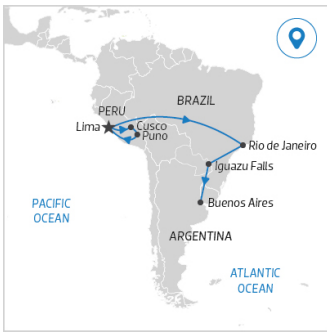 BRAZIL
PERU
Lima
Cusco
Puno
Rio de Janeiro
Iguazu Falls
PACIFIC
OCEAN
Buenos Aires
ARGENTINA
ATLANTIC
OCEAN